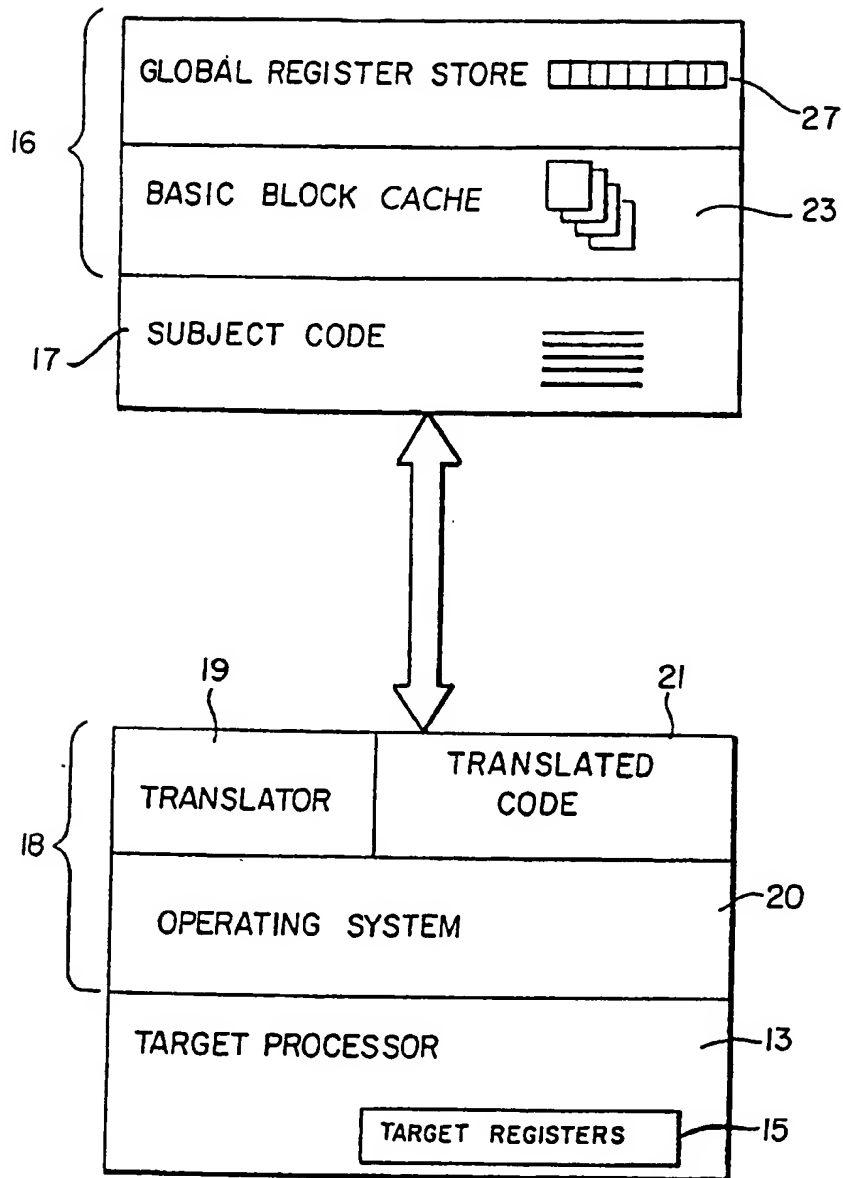 GLOBAL REGISTER STORE
27
16
BASIC BLOCK CACHE
23
SUBJECT CODE
17
19
21
TRANSLATOR
TRANSLATED
CODE
18
OPERATING SYSTEM
20
TARGET PROCESSOR
13
TARGET REGISTERS
15